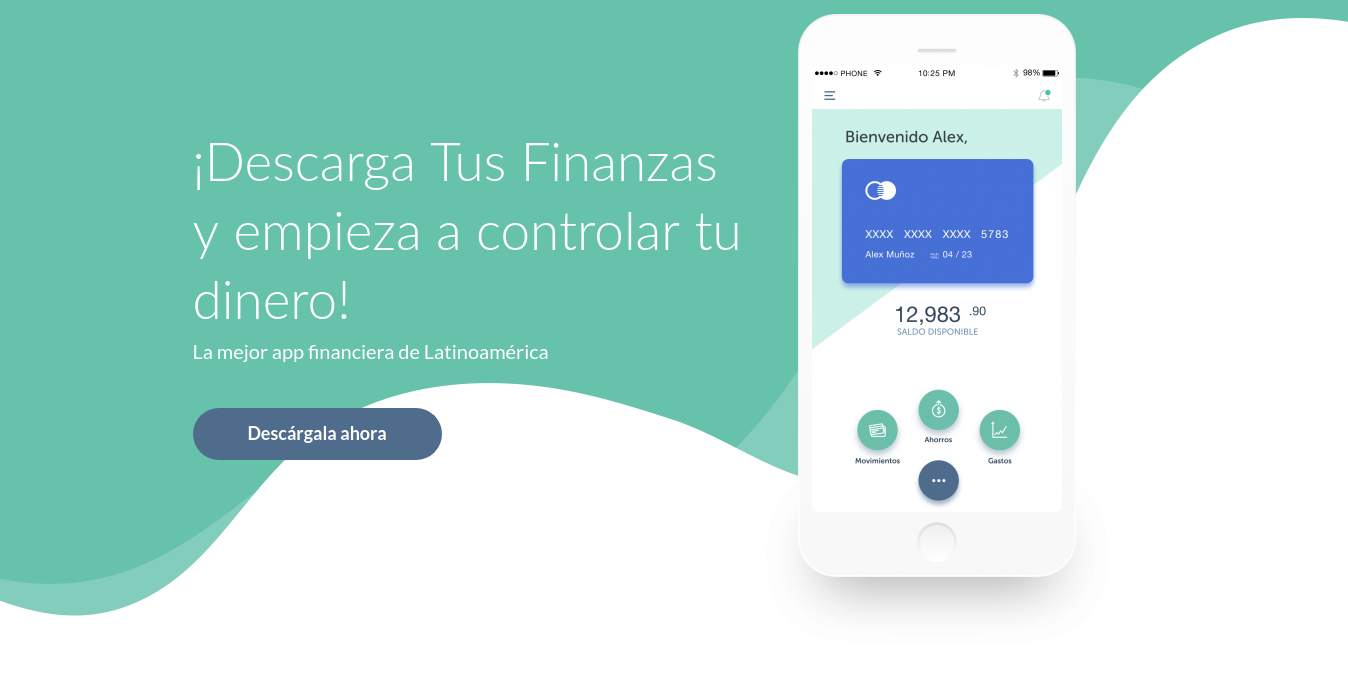 ¡Descarga Tus Finanzas
y empieza a controlar tu
dinero!
La mejor app financiera de Latinoamérica
Descárgala ahora
PHONE 10:25 PM 98%
Bienvenido Alex,
XXXX XXXX XXXX 5783
Alex Muñoz 04 / 23
12,983 .90
SALDO DISPONIBLE
Ahorros
Movimientos Gastos